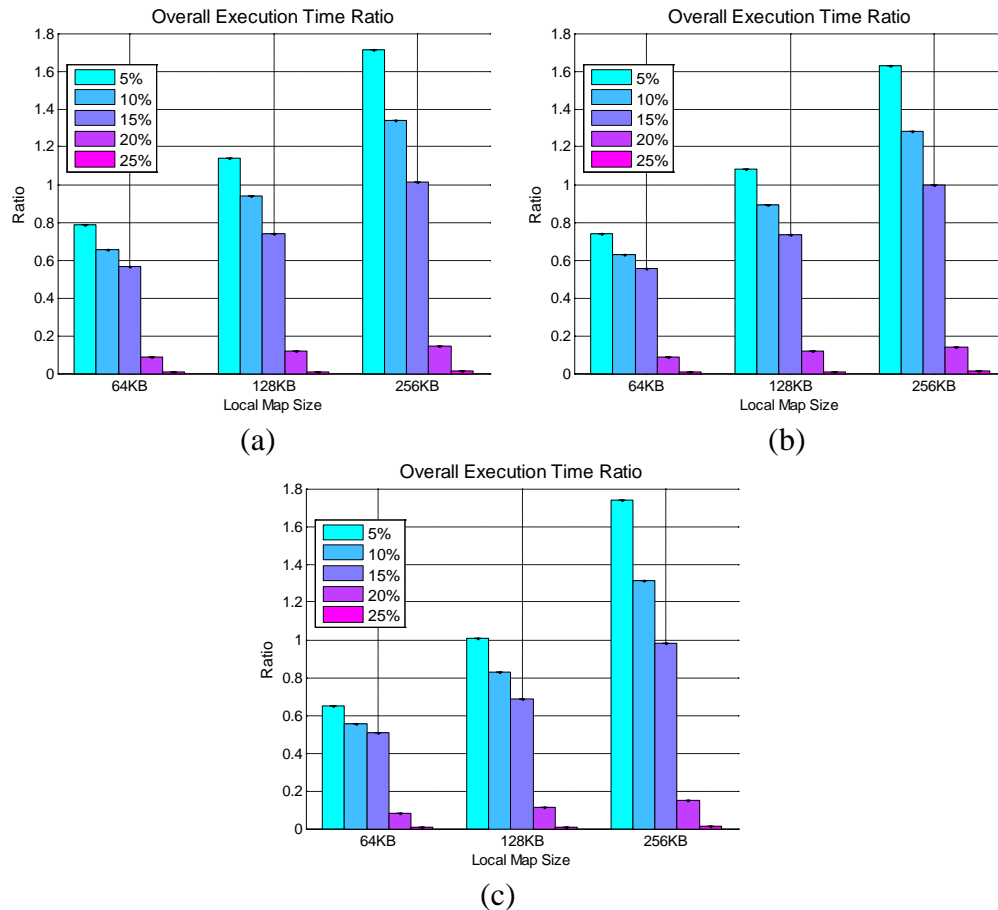 Overall Execution Time Ratio
1.8
1.6
1.4
1.2
1
0.8
0.6
0.4
0.2
0
Ratio
5%
10%
15%
20%
25%
64KB
128KB
256KB
Local Map Size
(a)
Overall Execution Time Ratio
1.8
1.6
1.4
1.2
1
0.8
0.6
0.4
0.2
0
Ratio
5%
10%
15%
20%
25%
64KB
128KB
256KB
Local Map Size
(b)
Overall Execution Time Ratio
1.8
1.6
1.4
1.2
1
0.8
0.6
0.4
0.2
0
Ratio
5%
10%
15%
20%
25%
64KB
128KB
256KB
Local Map Size
(c)